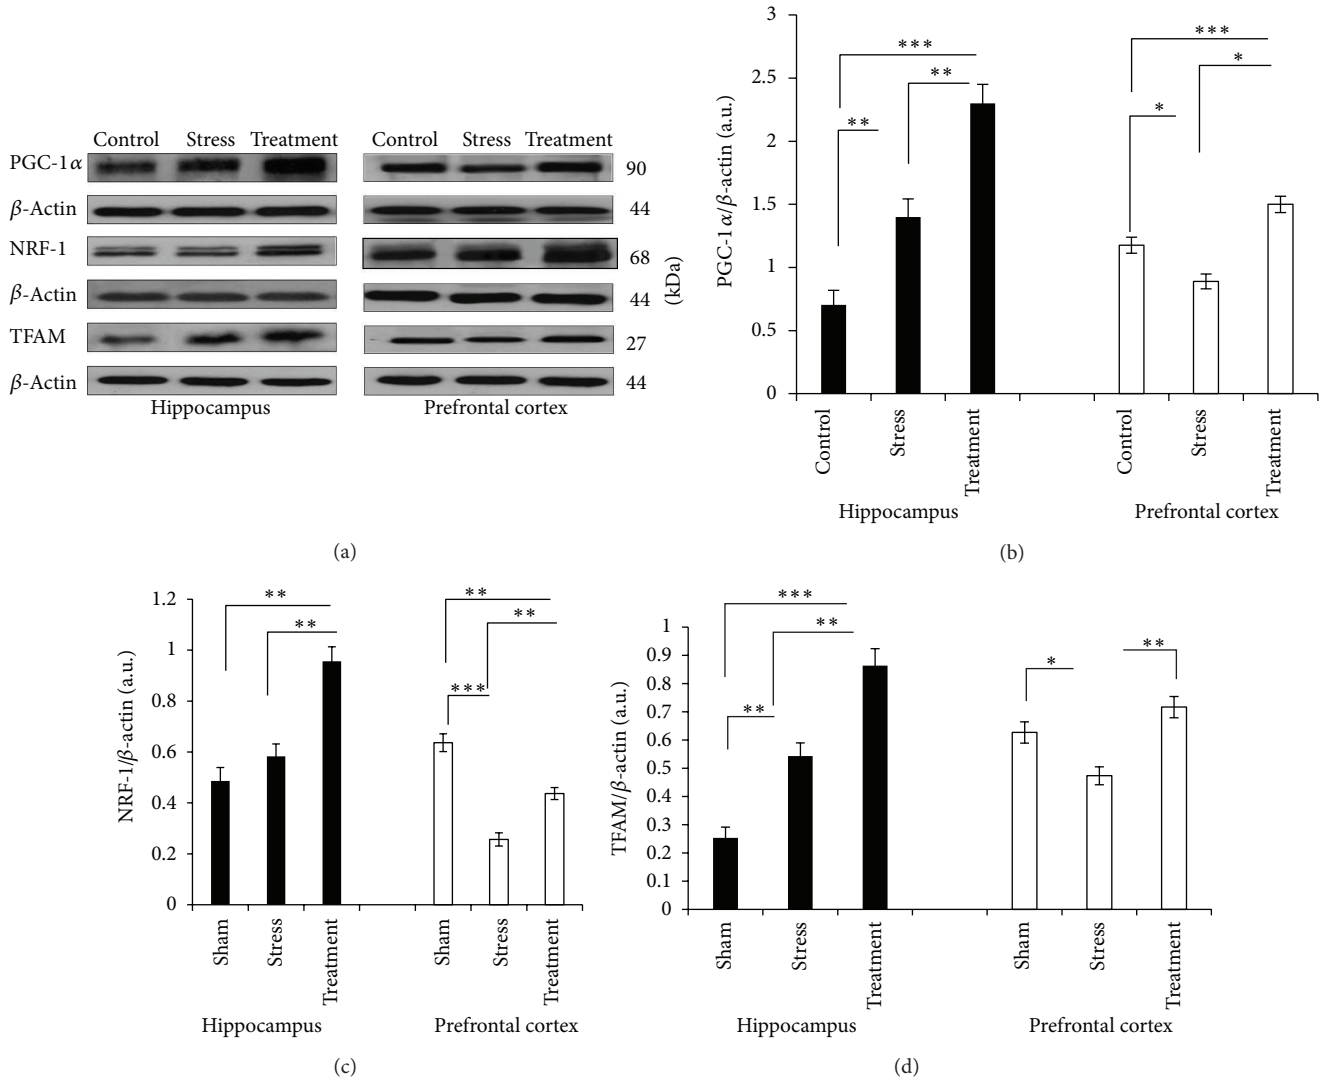 Control Stress Treatment Control Stress Treatment
PGC-1α 90
β-Actin 44
NRF-1 68
β-Actin 44
TFAM 27
β-Actin 44
(kDa)
Hippocampus Prefrontal cortex
(a)
3
2.5
2
1.5
1
0.5
0
PGC-1α/β-actin (a.u.)
*** ** ** *** * *
Control Stress Treatment Control Stress Treatment
Hippocampus Prefrontal cortex
(b)
1.2
1
0.8
0.6
0.4
0.2
0
NRF-1/β-actin (a.u.)
** ** ** ** ***
Sham Stress Treatment Sham Stress Treatment
Hippocampus Prefrontal cortex
(c)
1
0.9
0.8
0.7
0.6
0.5
0.4
0.3
0.2
0.1
0
TFAM/β-actin (a.u.)
*** ** ** * **
Sham Stress Treatment Sham Stress Treatment
Hippocampus Prefrontal cortex
(d)